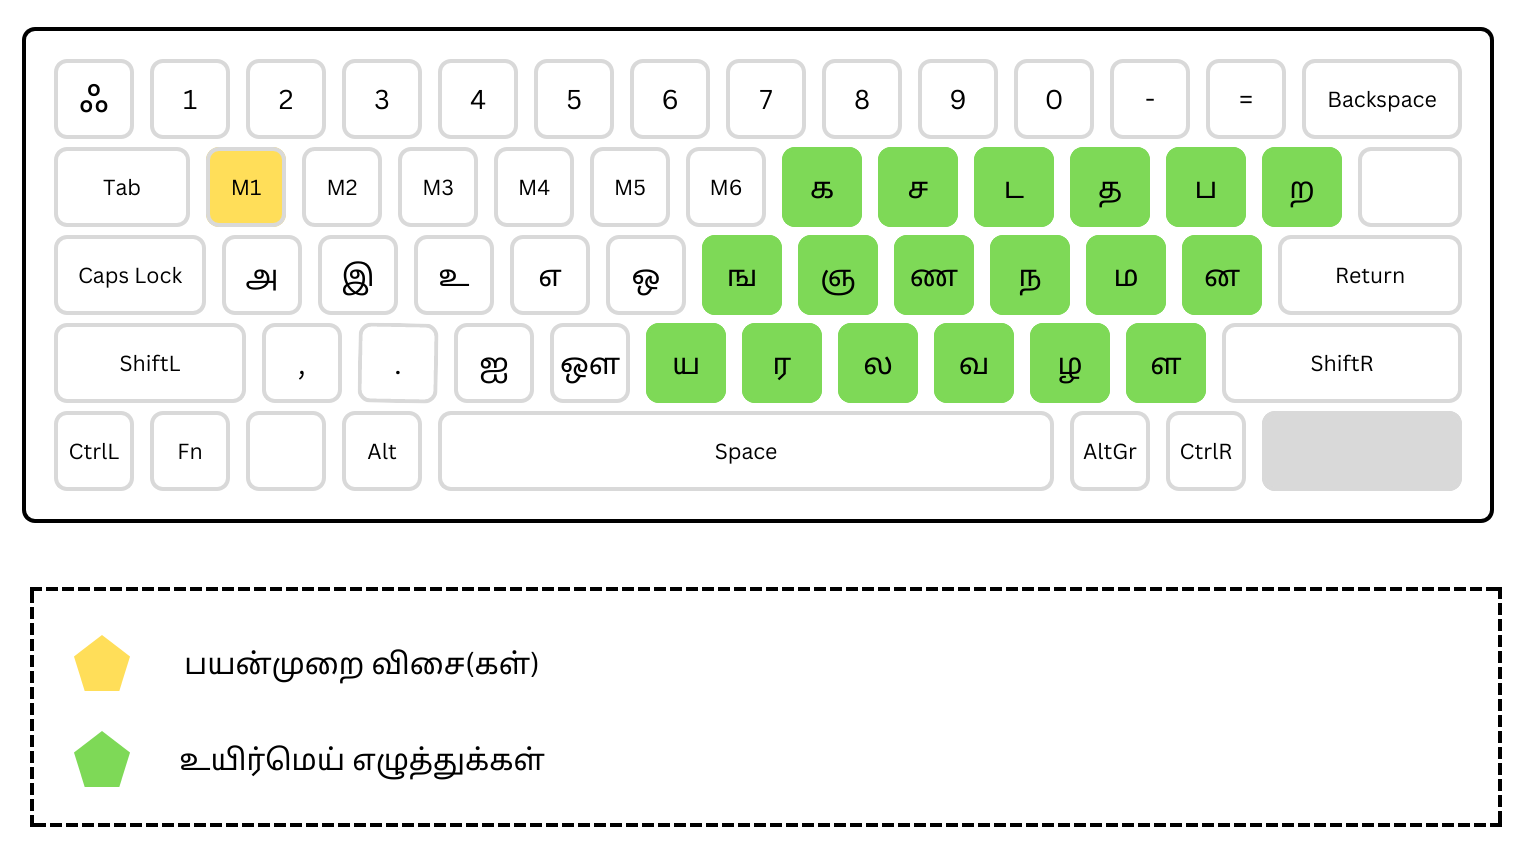 ஃ 1 2 3 4 5 6 7 8 9 0 - = Backspace
Tab M1 M2 M3 M4 M5 M6 க ச ட த ப ற
Caps Lock அ இ உ எ ஒ ங ஞ ண ந ம ன Return
ShiftL , . ஐ ஔ ய ர ல வ ழ ள ShiftR
CtrlL Fn Alt Space AltGr CtrlR
பயன்முறை விசை(கள்)
உயிர்மெய் எழுத்துக்கள்